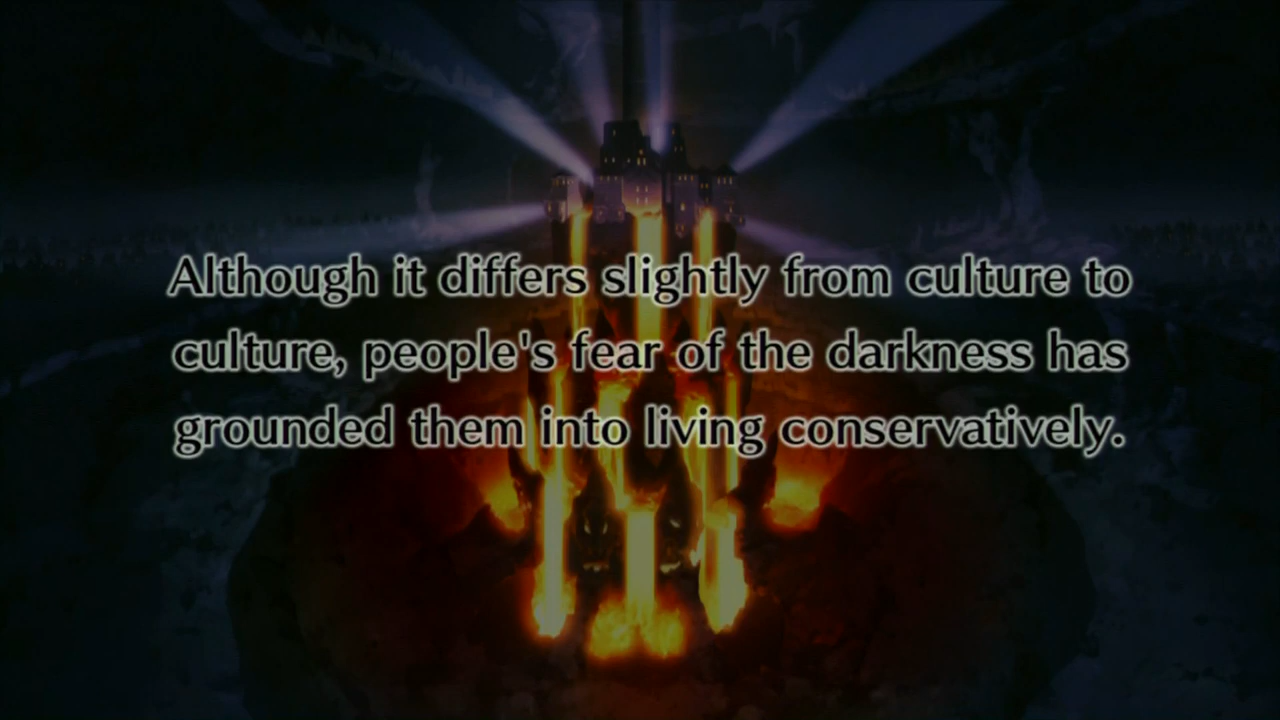 Although it differs slightly from culture to
culture, people's fear of the darkness has
grounded them into living conservatively.